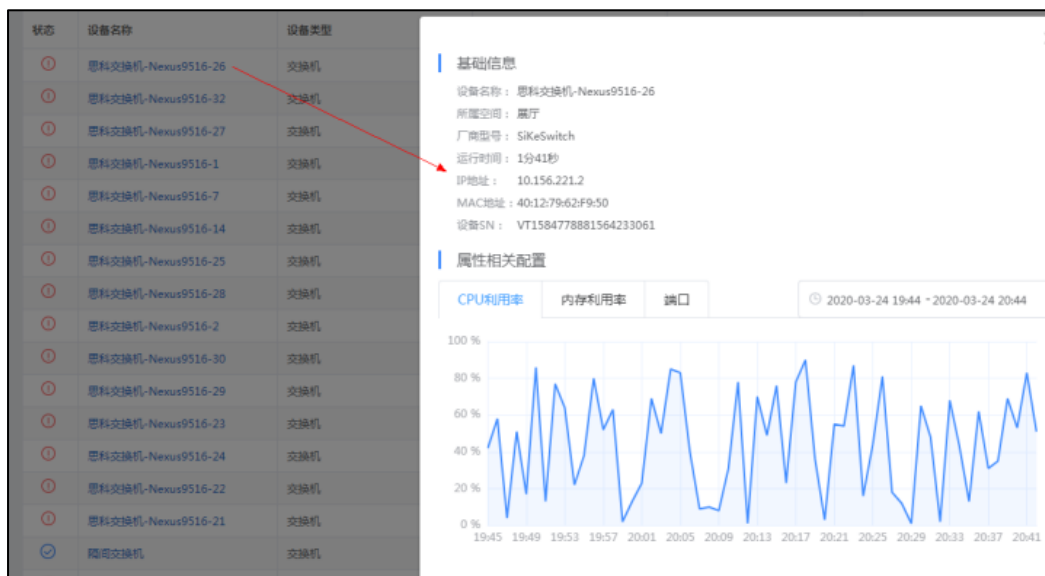 状态 设备名称 设备类型
思科交换机-Nexus9516-26 交换机
思科交换机-Nexus9516-32 交换机
思科交换机-Nexus9516-27 交换机
思科交换机-Nexus9516-1 交换机
思科交换机-Nexus9516-7 交换机
思科交换机-Nexus9516-14 交换机
思科交换机-Nexus9516-25 交换机
思科交换机-Nexus9516-28 交换机
思科交换机-Nexus9516-2 交换机
思科交换机-Nexus9516-30 交换机
思科交换机-Nexus9516-29 交换机
思科交换机-Nexus9516-23 交换机
思科交换机-Nexus9516-24 交换机
思科交换机-Nexus9516-22 交换机
思科交换机-Nexus9516-21 交换机
隔间交换机 交换机
基础信息
设备名称： 思科交换机-Nexus9516-26
所属空间： 展厅
厂商型号： SiKeSwitch
运行时间： 1分41秒
IP地址： 10.156.221.2
MAC地址：40:12:79:62:F9:50
设备SN： VT1584778881564233061
属性相关配置
CPU利用率 内存利用率 端口 2020-03-24 19:44 - 2020-03-24 20:44
100 %
80 %
60 %
40 %
20 %
0 %
19:45 19:49 19:53 19:57 20:01 20:05 20:09 20:13 20:17 20:21 20:25 20:29 20:33 20:37 20:41